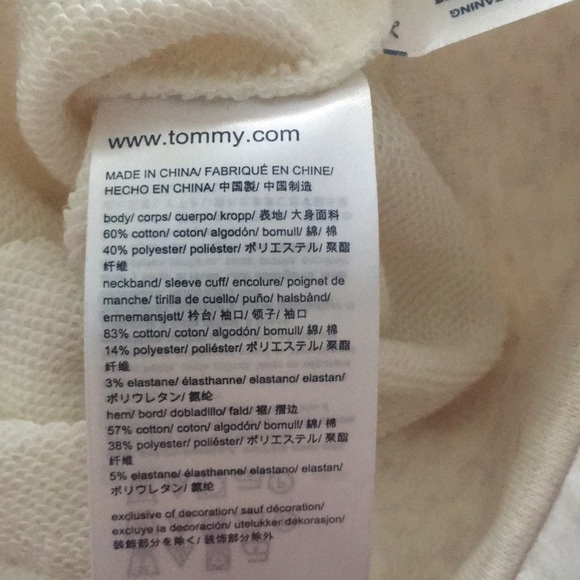 EANING
www.tommy.com
MADE IN CHINA/ FABRIQUÉ EN CHINE/
HECHO EN CHINA/ 中国製/ 中国制造
body/ corps/ cuerpo/ kropp/ 表地/ 大身面料
60% cotton/ coton/ algodón/ bomull/ 綿/ 棉
40% polyester/ poliéster/ ポリエステル/ 聚酯
纤维
neckband/ sleeve cuff/ encolure/ poignet de
manche/ tirilla de cuello/ puño/ halsbånd/
ermemansjett/ 衿台/ 袖口/ 领子/ 袖口
83% cotton/ coton/ algodón/ bomull/ 綿/ 棉
14% polyester/ poliéster/ ポリエステル/ 聚酯
纤维
3% elastane/ élasthanne/ elastano/ elastan/
ポリウレタン/ 氨纶
hem/ bord/ dobladillo/ fald/ 裾/ 摺边
57% cotton/ coton/ algodón/ bomull/ 綿/ 棉
38% polyester/ poliéster/ ポリエステル/ 聚酯
纤维
5% elastane/ élasthanne/ elastano/ elastan/
ポリウレタン/ 氨纶
exclusive of decoration/ sauf décoration/
excluye la decoración/ utelukker dekorasjon/
装飾部分を除く/ 装饰部分除外